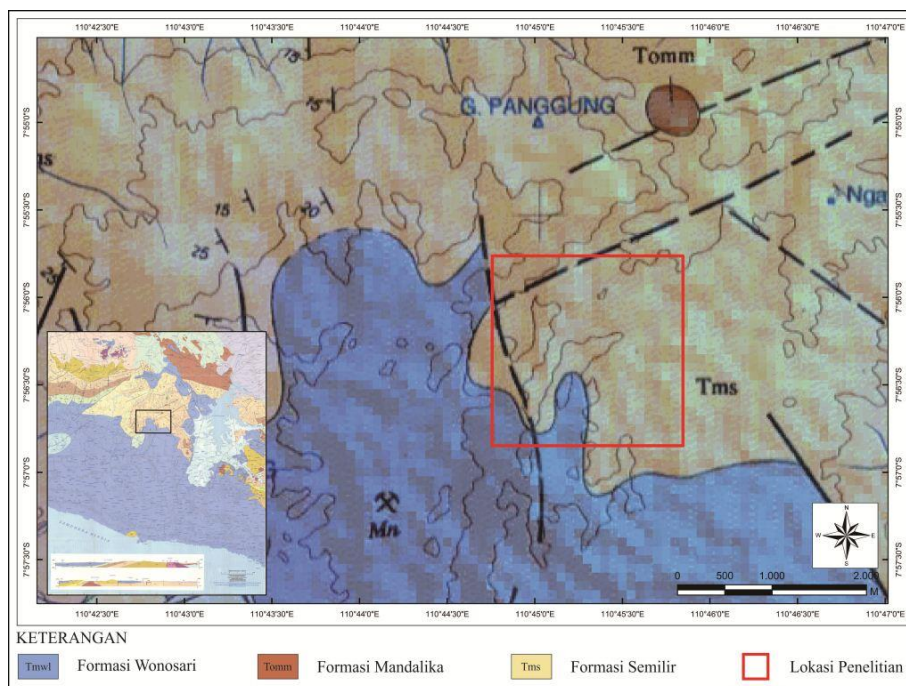 110°42'30"E 110°43'0"E 110°43'30"E 110°44'0"E 110°44'30"E 110°45'0"E 110°45'30"E 110°46'0"E 110°46'30"E 110°47'0"E
Tomm
15
G. PANGGUNG
7°55'0"S 7°55'0"S
Nga
15 20
7°55'30"S 7°55'30"S
25
25
7°56'0"S 7°56'0"S
7°56'30"S 7°56'30"S
Tms
7°57'0"S 7°57'0"S
Mn
N
W E
S
7°57'30"S 7°57'30"S
0 500 1.000 2.000
M
110°42'30"E 110°43'0"E 110°43'30"E 110°44'0"E 110°44'30"E 110°45'0"E 110°45'30"E 110°46'0"E 110°46'30"E 110°47'0"E
KETERANGAN
Tmwl Formasi Wonosari Tomm Formasi Mandalika Tms Formasi Semilir Lokasi Penelitian